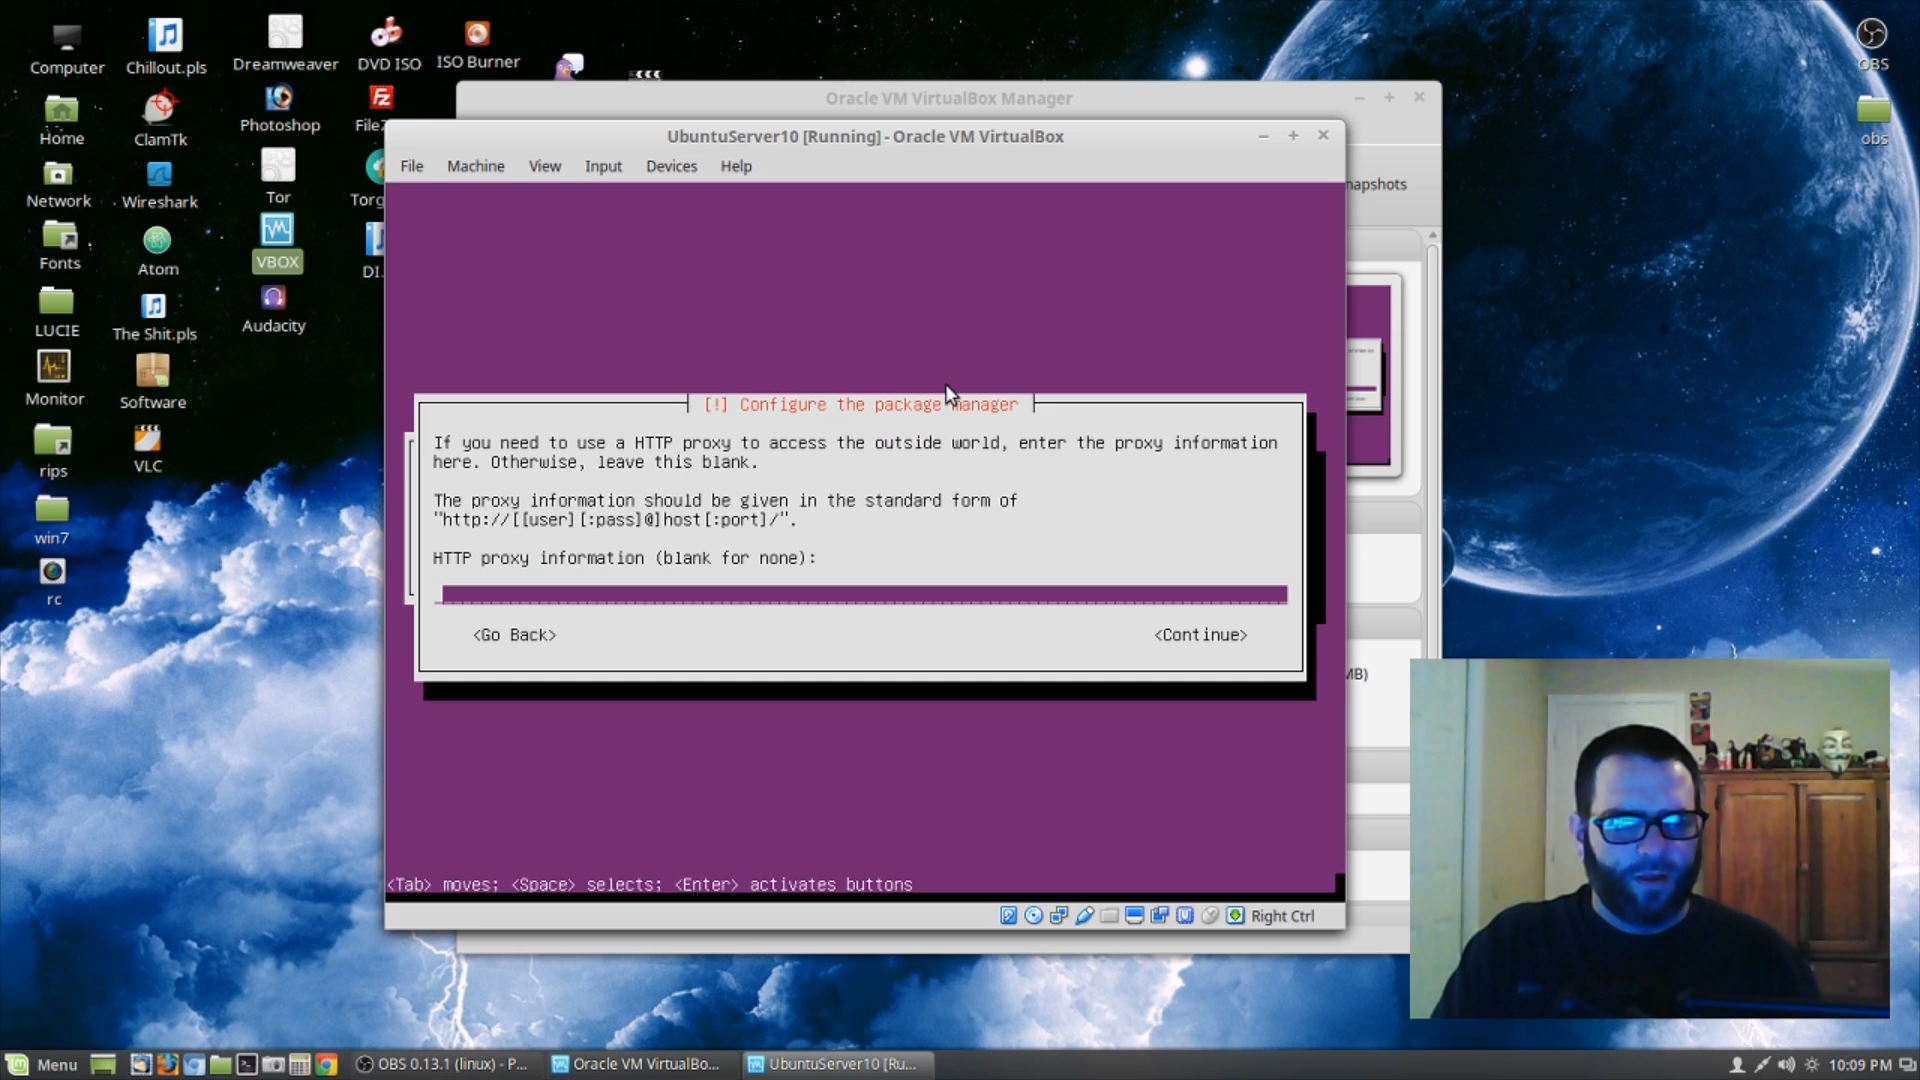 Computer
Chillout.pls
Dreamweaver
DVD ISO
ISO Burner
OBS
Home
ClamTk
Photoshop
FileZ
obs
Network
Wireshark
Tor
Torg
Fonts
Atom
VBOX
DI.
LUCIE
The Shit.pls
Audacity
Monitor
Software
rips
VLC
win7
rc
Oracle VM VirtualBox Manager
napshots
MB)
UbuntuServer10 [Running] - Oracle VM VirtualBox
File Machine View Input Devices Help
[!] Configure the package manager
If you need to use a HTTP proxy to access the outside world, enter the proxy information
here. Otherwise, leave this blank.
The proxy information should be given in the standard form of
"http://[[user][:pass]@]host[:port]/".
HTTP proxy information (blank for none):
<Go Back> <Continue>
<Tab> moves; <Space> selects; <Enter> activates buttons
Right Ctrl
Menu
OBS 0.13.1 (linux) - P...
Oracle VM VirtualBo...
UbuntuServer10 [Ru...
10:09 PM